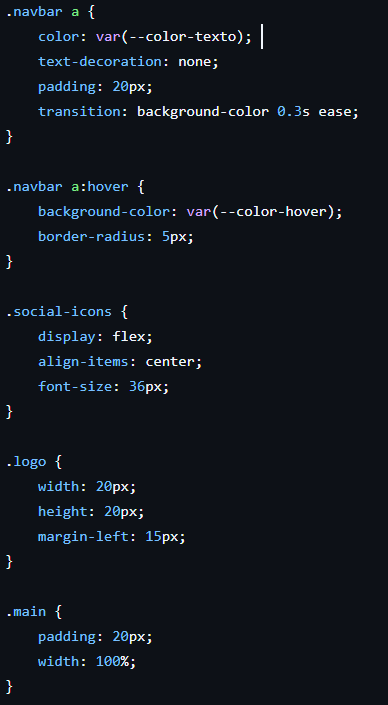 .navbar a {
    color: var(--color-texto);
    text-decoration: none;
    padding: 20px;
    transition: background-color 0.3s ease;
}

.navbar a:hover {
    background-color: var(--color-hover);
    border-radius: 5px;
}

.social-icons {
    display: flex;
    align-items: center;
    font-size: 36px;
}

.logo {
    width: 20px;
    height: 20px;
    margin-left: 15px;
}

.main {
    padding: 20px;
    width: 100%;
}